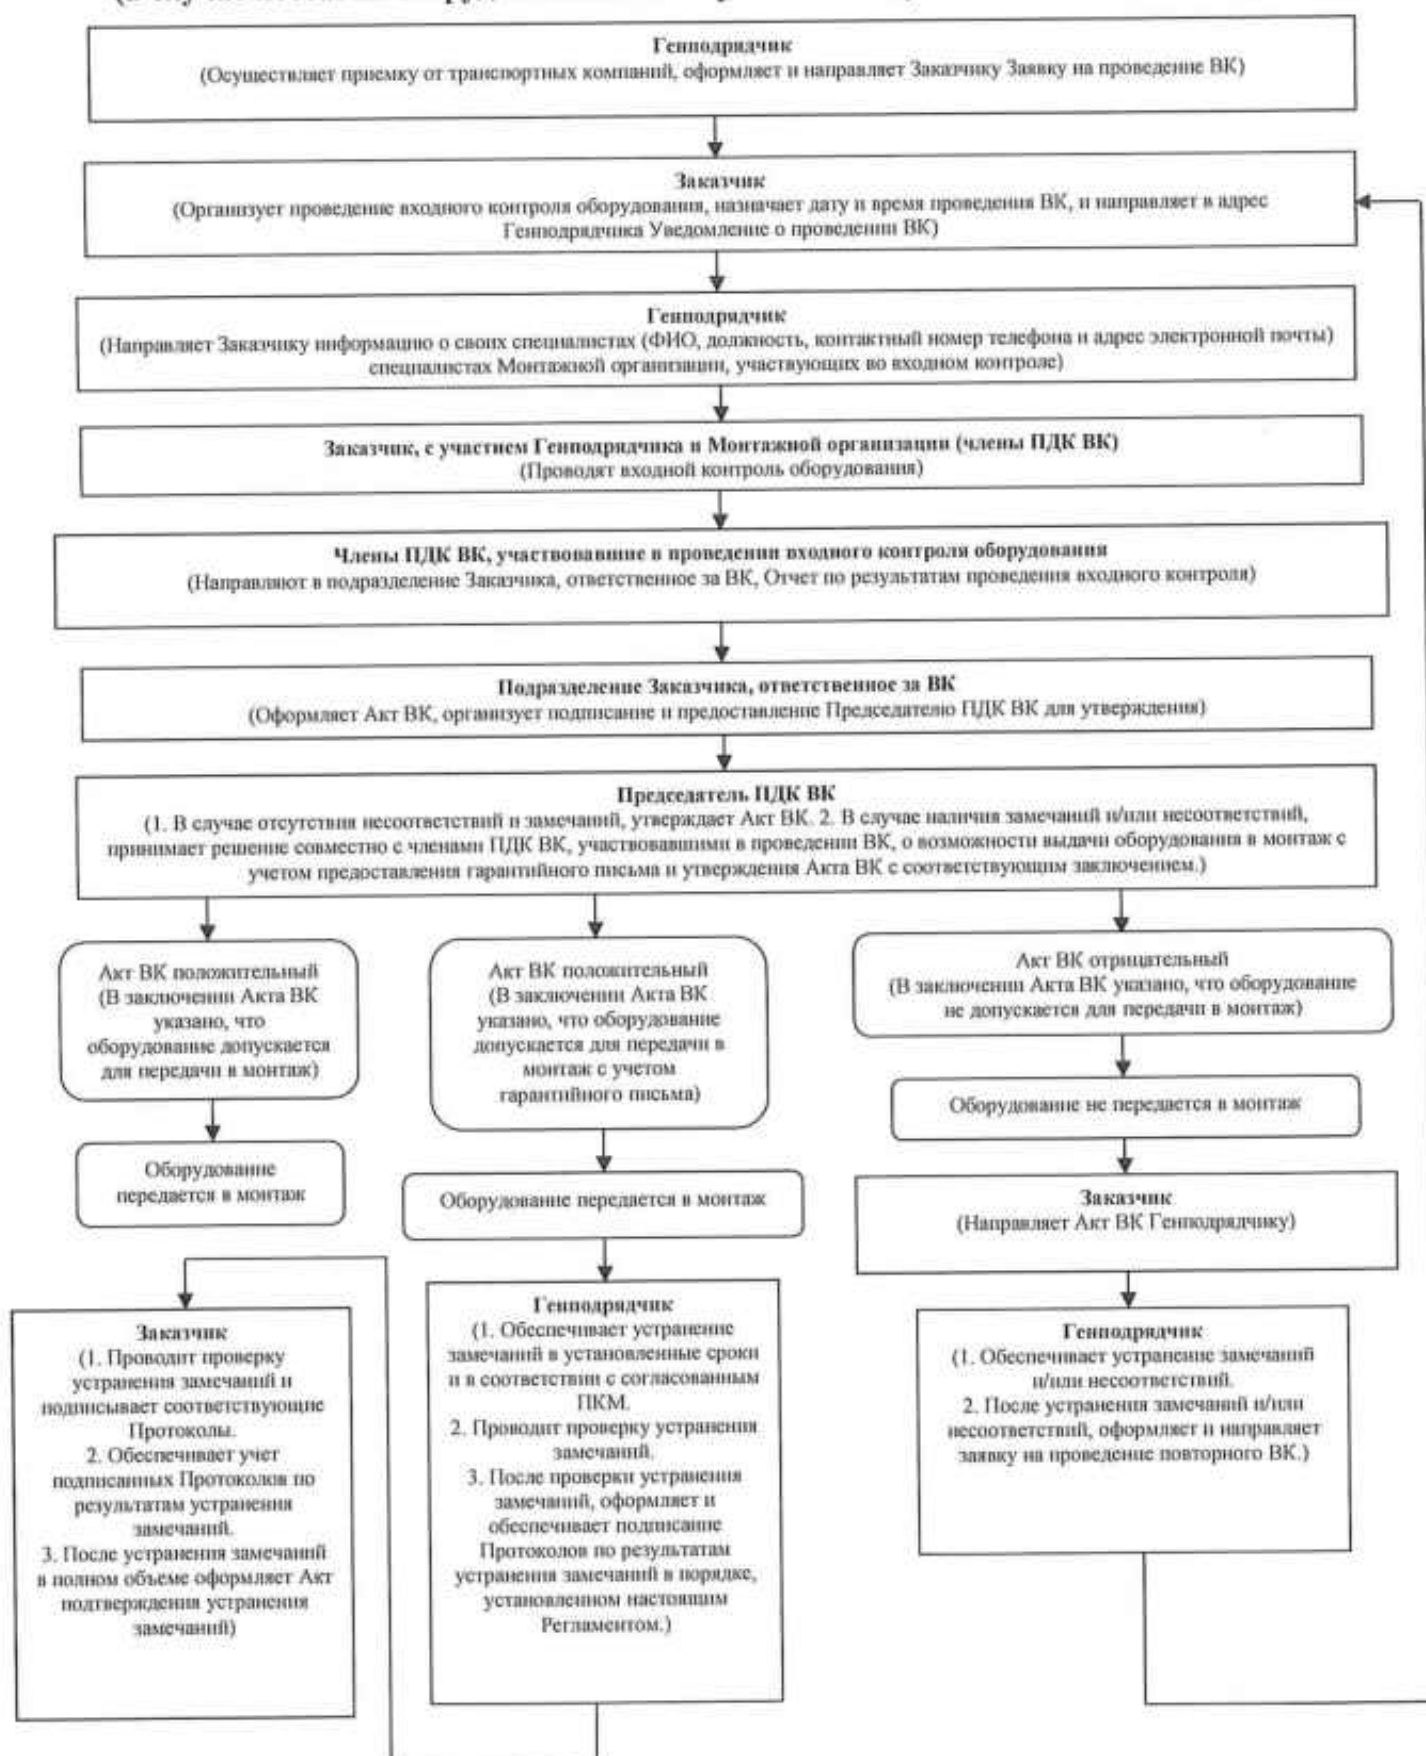 Генподрядчик
(Осуществляет приемку от транспортных компаний, оформляет и направляет Заказчику Заявку на проведение ВК)
Заказчик
(Организует проведение входного контроля оборудования, назначает дату и время проведения ВК, и направляет в адрес
Генподрядчика Уведомление о проведении ВК)
Генподрядчик
(Направляет Заказчику информацию о своих специалистах (ФИО, должность, контактный номер телефона и адрес электронной почты)
специалистах Монтажной организации, участвующих во входном контроле)
Заказчик, с участием Генподрядчика и Монтажной организации (члены ПДК ВК)
(Проводят входной контроль оборудования)
Члены ПДК ВК, участвовавшие в проведении входного контроля оборудования
(Направляют в подразделение Заказчика, ответственное за ВК, Отчет по результатам проведения входного контроля)
Подразделение Заказчика, ответственное за ВК
(Оформляет Акт ВК, организует подписание и предоставление Председателю ПДК ВК для утверждения)
Председатель ПДК ВК
(1. В случае отсутствия несоответствий и замечаний, утверждает Акт ВК. 2. В случае наличия замечаний и/или несоответствий,
принимает решение совместно с членами ПДК ВК, участвовавшими в проведении ВК, о возможности выдачи оборудования в монтаж с
учетом предоставления гарантийного письма и утверждения Акта ВК с соответствующим заключением.)
Акт ВК положительный
(В заключении Акта ВК
указано, что
оборудование допускается
для передачи в монтаж)
Оборудование
передается в монтаж
Акт ВК положительный
(В заключении Акта ВК
указано, что оборудование
допускается для передачи в
монтаж с учетом
гарантийного письма)
Оборудование передается в монтаж
Акт ВК отрицательный
(В заключении Акта ВК указано, что оборудование
не допускается для передачи в монтаж)
Оборудование не передается в монтаж
Заказчик
(Направляет Акт ВК Генподрядчику)
Заказчик
(1. Проводит проверку
устранения замечаний и
подписывает соответствующие
Протоколы.
2. Обеспечивает учет
подписанных Протоколов по
результатам устранения
замечаний.
3. После устранения замечаний
в полном объеме оформляет Акт
подтверждения устранения
замечаний)
Генподрядчик
(1. Обеспечивает устранение
замечаний в установленные сроки
и в соответствии с согласованным
ПКМ.
2. Проводит проверку устранения
замечаний.
3. После проверки устранения
замечаний, оформляет и
обеспечивает подписание
Протоколов по результатам
устранения замечаний в порядке,
установленном настоящим
Регламентом.)
Генподрядчик
(1. Обеспечивает устранение замечаний
и/или несоответствий.
2. После устранения замечаний и/или
несоответствий, оформляет и направляет
заявку на проведение повторного ВК.)